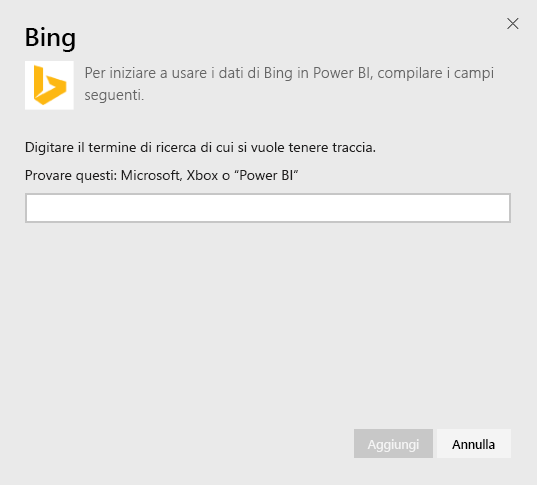 Bing
Per iniziare a usare i dati di Bing in Power BI, compilare i campi
seguenti.
Digitare il termine di ricerca di cui si vuole tenere traccia.
Provare questi: Microsoft, Xbox o “Power BI”
Aggiungi
Annulla